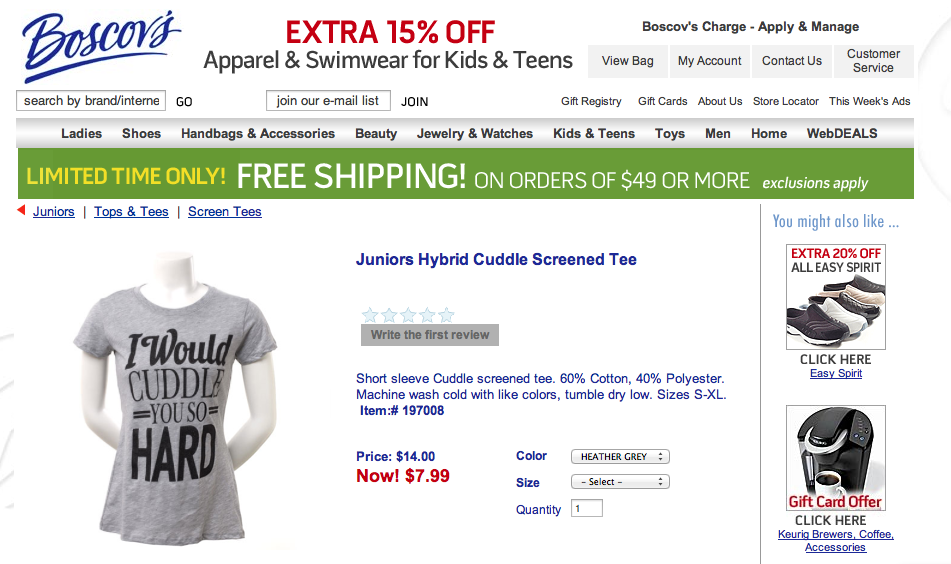 Boscov's
EXTRA 15% OFF
Apparel & Swimwear for Kids & Teens
Boscov's Charge - Apply & Manage
View Bag
My Account
Contact Us
Customer
Service
search by brand/interne
GO
join our e-mail list
JOIN
Gift Registry
Gift Cards
About Us
Store Locator
This Week's Ads
Ladies
Shoes
Handbags & Accessories
Beauty
Jewelry & Watches
Kids & Teens
Toys
Men
Home
WebDEALS
LIMITED TIME ONLY! FREE SHIPPING! ON ORDERS OF $49 OR MORE exclusions apply
Juniors | Tops & Tees | Screen Tees
I Would
CUDDLE
YOU SO
HARD
Juniors Hybrid Cuddle Screened Tee
Write the first review
Short sleeve Cuddle screened tee. 60% Cotton, 40% Polyester.
Machine wash cold with like colors, tumble dry low. Sizes S-XL.
Item:# 197008
Price: $14.00
Now! $7.99
Color
HEATHER GREY
Size
- Select -
Quantity
1
You might also like ...
EXTRA 20% OFF
ALL EASY SPIRIT
CLICK HERE
Easy Spirit
Gift Card Offer
CLICK HERE
Keurig Brewers, Coffee,
Accessories